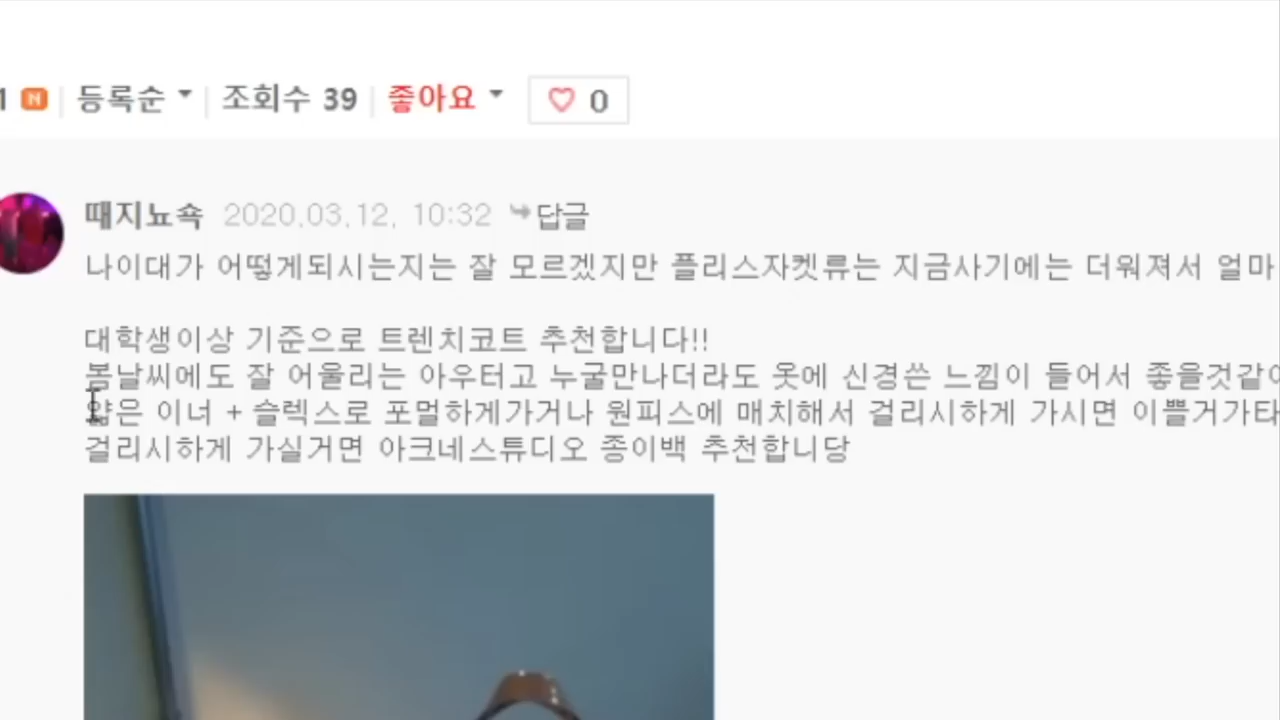 1 N 등록순 조회수 39 좋아요 0
때지뇨쇽 2020.03.12. 10:32 답글
나이대가 어떻게되시는지는 잘 모르겠지만 플리스자켓류는 지금사기에는 더워져서 얼마
대학생이상 기준으로 트렌치코트 추천합니다!!
봄날씨에도 잘 어울리는 아우터고 누굴만나더라도 옷에 신경쓴 느낌이 들어서 좋을것같아
얇은 이너 + 슬렉스로 포멀하게가거나 원피스에 매치해서 걸리시하게 가시면 이쁠거가타
걸리시하게 가실거면 아크네스튜디오 종이백 추천합니당